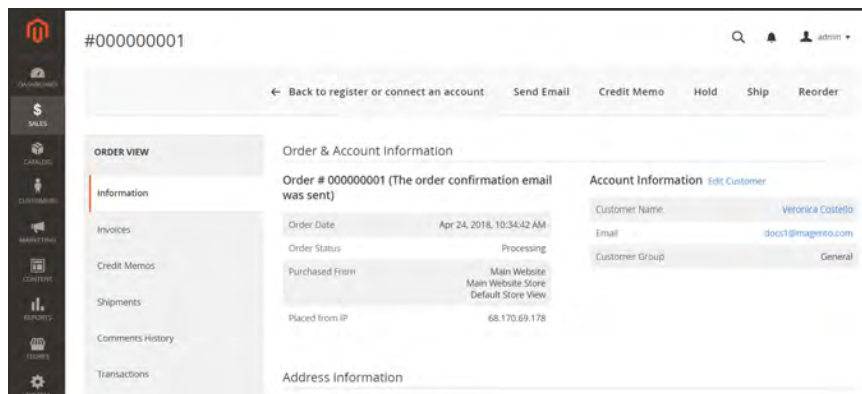 #000000001
admin
← Back to register or connect an account Send Email Credit Memo Hold Ship Reorder
DASHBOARD
SALES
CATALOG
CUSTOMERS
MARKETING
CONTENT
REPORTS
STORES
ORDER VIEW
Information
Invoices
Credit Memos
Shipments
Comments History
Transactions
Order & Account Information
Order # 000000001 (The order confirmation email
was sent)
Order Date Apr 24, 2018, 10:34:42 AM
Order Status Processing
Purchased From Main Website
Main Website Store
Default Store View
Placed from IP 68.170.69.178
Account Information Edit Customer
Customer Name Veronica Costello
Email docs1@magento.com
Customer Group General
Address Information